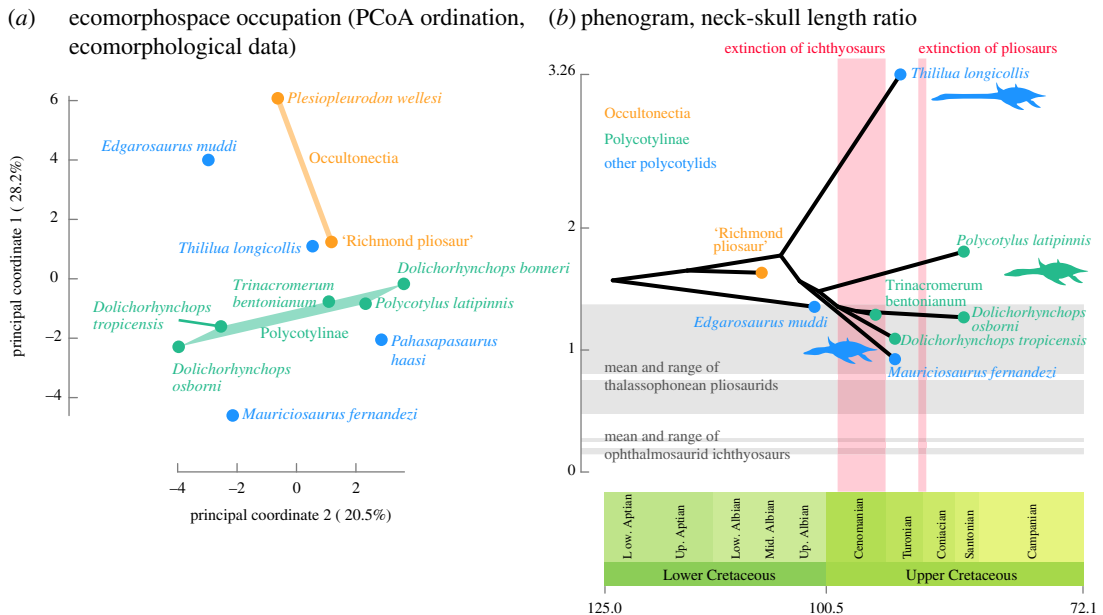 (a) ecomorphospace occupation (PCoA ordination,
ecomorphological data)
6
4
2
0
−2
−4
principal coordinate 1 ( 28.2%)
Plesiopleurodon wellesi
Edgarosaurus muddi
Occultonectia
Thililua longicollis
‘Richmond pliosaur’
Dolichorhynchops bonneri
Trinacromerum
bentonianum
Polycotylus latipinnis
Dolichorhynchops
tropicensis
Polycotylinae
Pahasapasaurus
haasi
Dolichorhynchops
osborni
Mauriciosaurus fernandezi
−4
−2
0
2
4
principal coordinate 2 ( 20.5%)
(b) phenogram, neck-skull length ratio
extinction of ichthyosaurs
extinction of pliosaurs
3.26
2
1
0
Thililua longicollis
Occultonectia
Polycotylinae
other polycotylids
‘Richmond
pliosaur’
Polycotylus latipinnis
Trinacromerum
bentonianum
Edgarosaurus muddi
Dolichorhynchops
osborni
Dolichorhynchops tropicensis
Mauriciosaurus fernandezi
mean and range of
thalassophonean pliosaurids
mean and range of
ophthalmosaurid ichthyosaurs
Low. Aptian
Up. Aptian
Low. Albian
Mid. Albian
Up. Albian
Cenomanian
Turonian
Coniacian
Santonian
Campanian
Lower Cretaceous
Upper Cretaceous
125.0
100.5
72.1